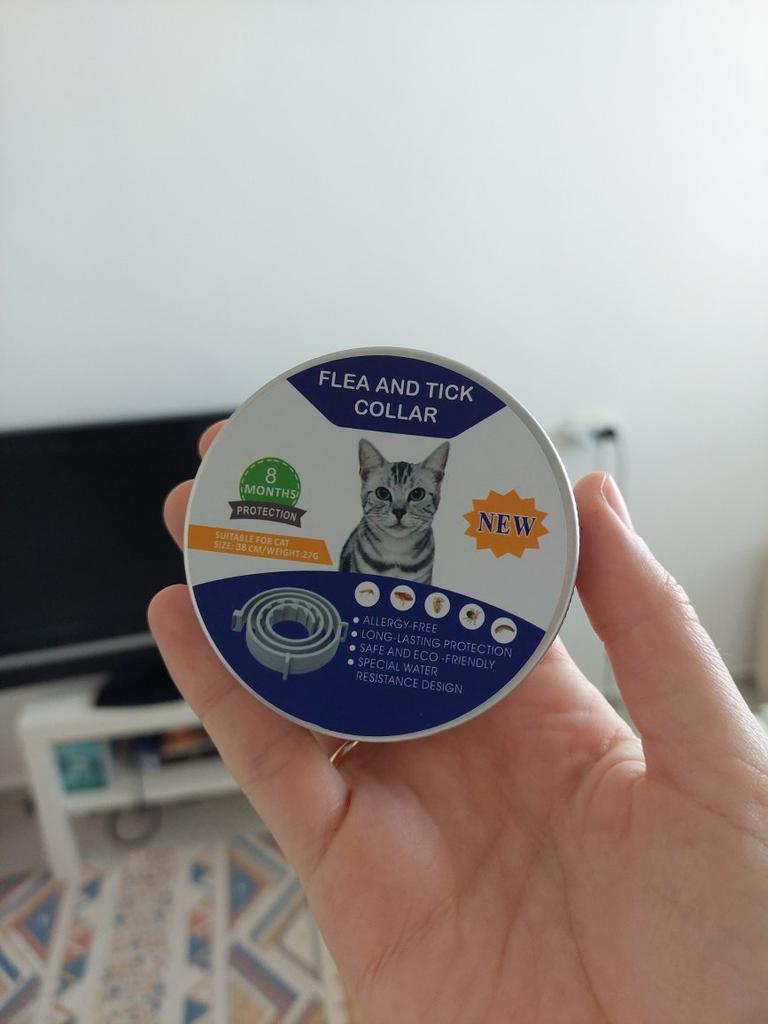 FLEA AND TICK
COLLAR
8
MONTHS
PROTECTION
SUITABLE FOR CAT
SIZE: 38 CM/WEIGHT:27G
NEW
• ALLERGY-FREE
• LONG-LASTING PROTECTION
• SAFE AND ECO -FRIENDLY
• SPECIAL WATER
RESISTANCE DESIGN